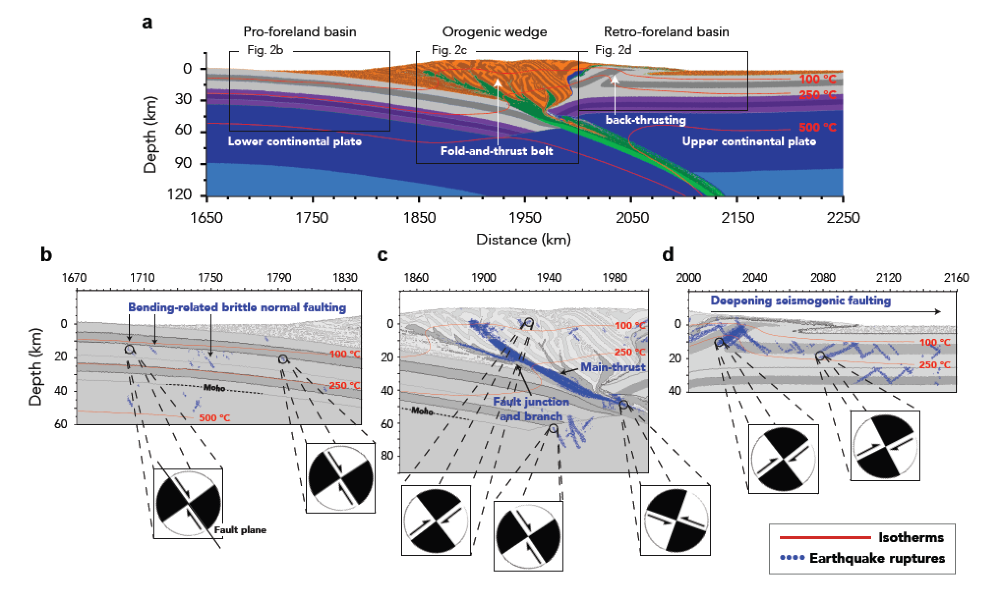 a
Pro-foreland basin
Orogenic wedge
Retro-foreland basin
Fig. 2b
Fig. 2c
Fig. 2d
0
30
60
90
120
Depth (km)
100 °C
250 °C
500 °C
back-thrusting
Lower continental plate
Fold-and-thrust belt
Upper continental plate
1650 1750 1850 1950 2050 2150 2250
Distance (km)
b
1670 1710 1750 1790 1830
Bending-related brittle normal faulting
0
20
40
60
Depth (km)
100 °C
250 °C
Moho
500 °C
Fault plane
c
1860 1900 1940 1980
0
20
40
60
80
100 °C
250 °C
Main-thrust
Fault junction
and branch
Moho
d
2000 2040 2080 2120 2160
Deepening seismogenic faulting
0
20
40
100 °C
250 °C
Isotherms
Earthquake ruptures